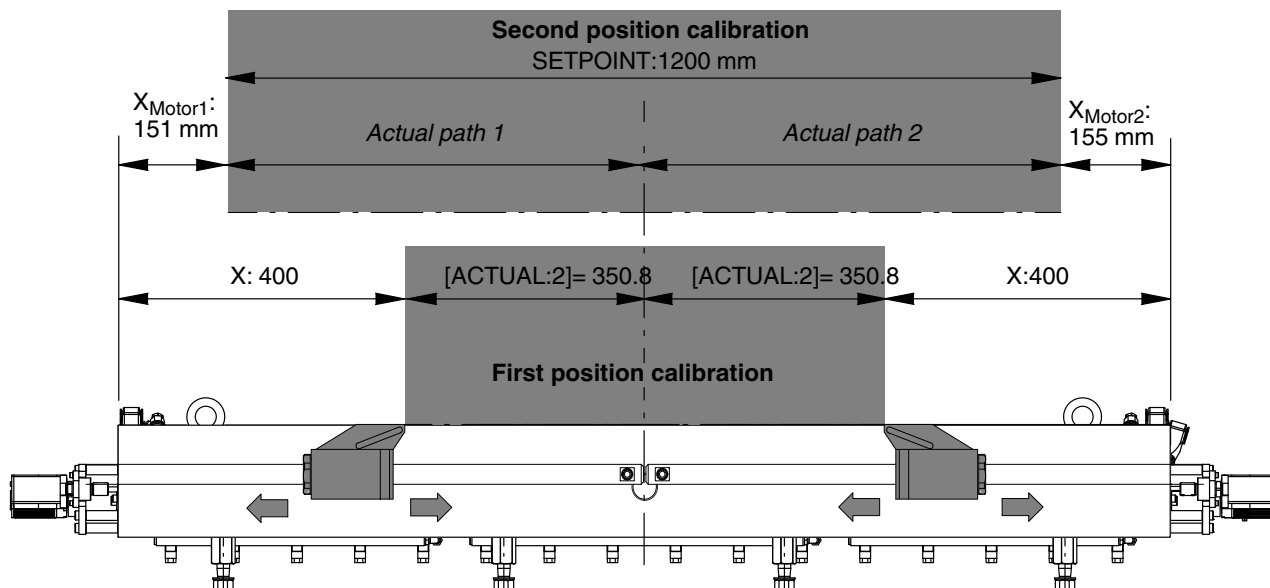 Second position calibration
SETPOINT:1200 mm
XMotor1:
151 mm
Actual path 1
Actual path 2
XMotor2:
155 mm
X: 400
[ACTUAL:2]= 350.8
[ACTUAL:2]= 350.8
X:400
First position calibration